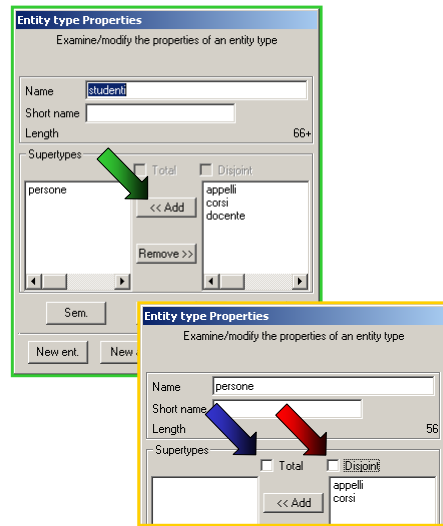 Entity type Properties
Examine/modify the properties of an entity type
Name studenti
Short name
Length 66+
Supertypes
Total Disjoint
persone
appelli
corsi
docente
<< Add
Remove >>
Sem.
New ent. New
Entity type Properties
Examine/modify the properties of an entity type
Name persone
Short name
Length 56
Supertypes
Total Disjoint
appelli
corsi
<< Add